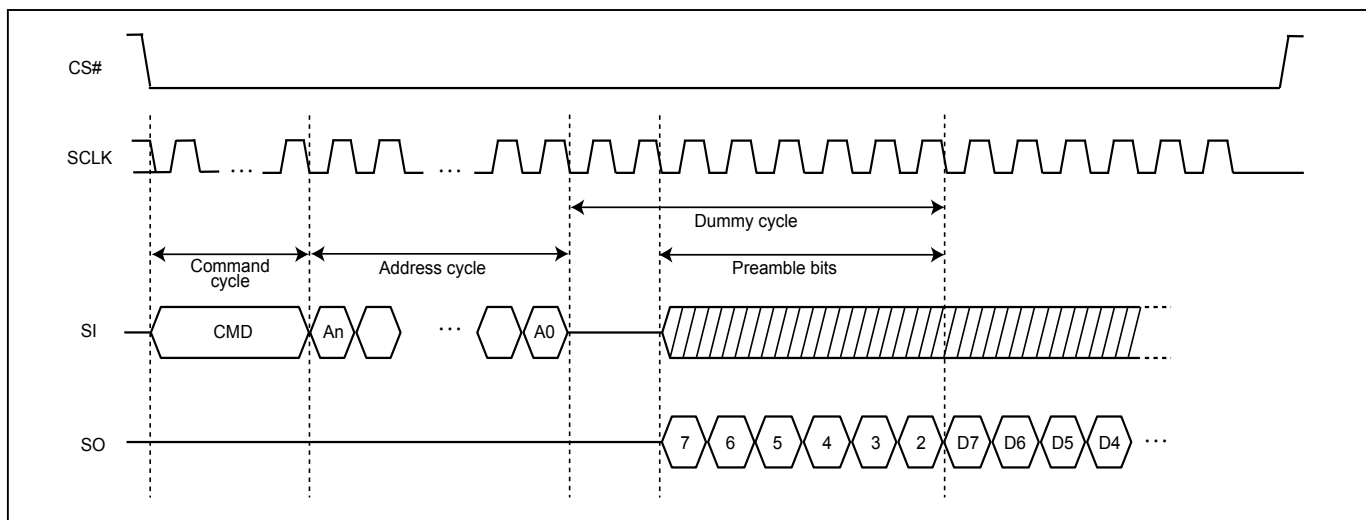 CS#
SCLK ... ...
Dummy cycle
Command cycle
Address cycle
Preamble bits
SI CMD An ... A0
SO 7 6 5 4 3 2 D7 D6 D5 D4 ...